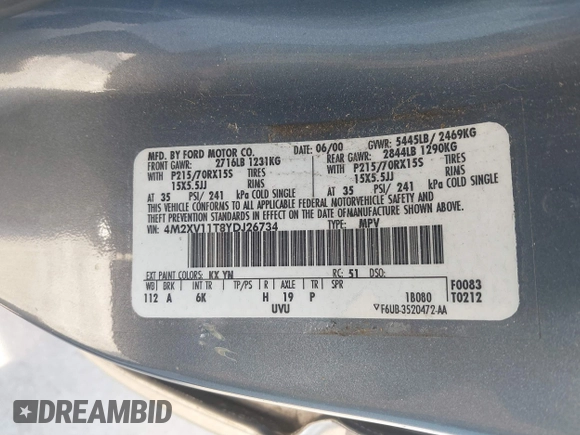 MFD. BY FORD MOTOR CO.
DATE: 06/00
GVWR: 5445LB/ 2469KG
FRONT GAWR: 2716LB 1231KG
REAR GAWR: 2844LB 1290KG
WITH P215/70RX15S TIRES
WITH P215/70RX15S TIRES
15X5.5JJ RIMS
15X5.5JJ RIMS
AT 35 PSI/ 241 kPa COLD SINGLE
AT 35 PSI/ 241 kPa COLD SINGLE
THIS VEHICLE CONFORMS TO ALL APPLICABLE FEDERAL MOTOR VEHICLE SAFETY AND
THEFT PREVENTION STANDARDS IN EFFECT ON THE DATE OF MANUFACTURE SHOWN ABOVE.
VIN: 4M2XV11T8YDJ26734
TYPE: MPV
EXT PAINT COLORS: KX YN RC: 51 DSO:
WB BRK INT TR TP/PS R AXLE TR SPR
112 A 6K H 19 P 1B080
F0083
T0212
UVU
F6UB-3520472-AA
DREAMBID